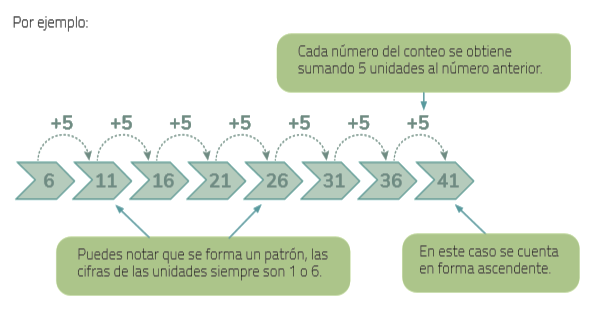 Por ejemplo:
Cada número del conteo se obtiene
sumando 5 unidades al número anterior.
+5 +5 +5 +5 +5 +5 +5
6 11 16 21 26 31 36 41
Puedes notar que se forma un patrón, las
cifras de las unidades siempre son 1 o 6.
En este caso se cuenta
en forma ascendente.